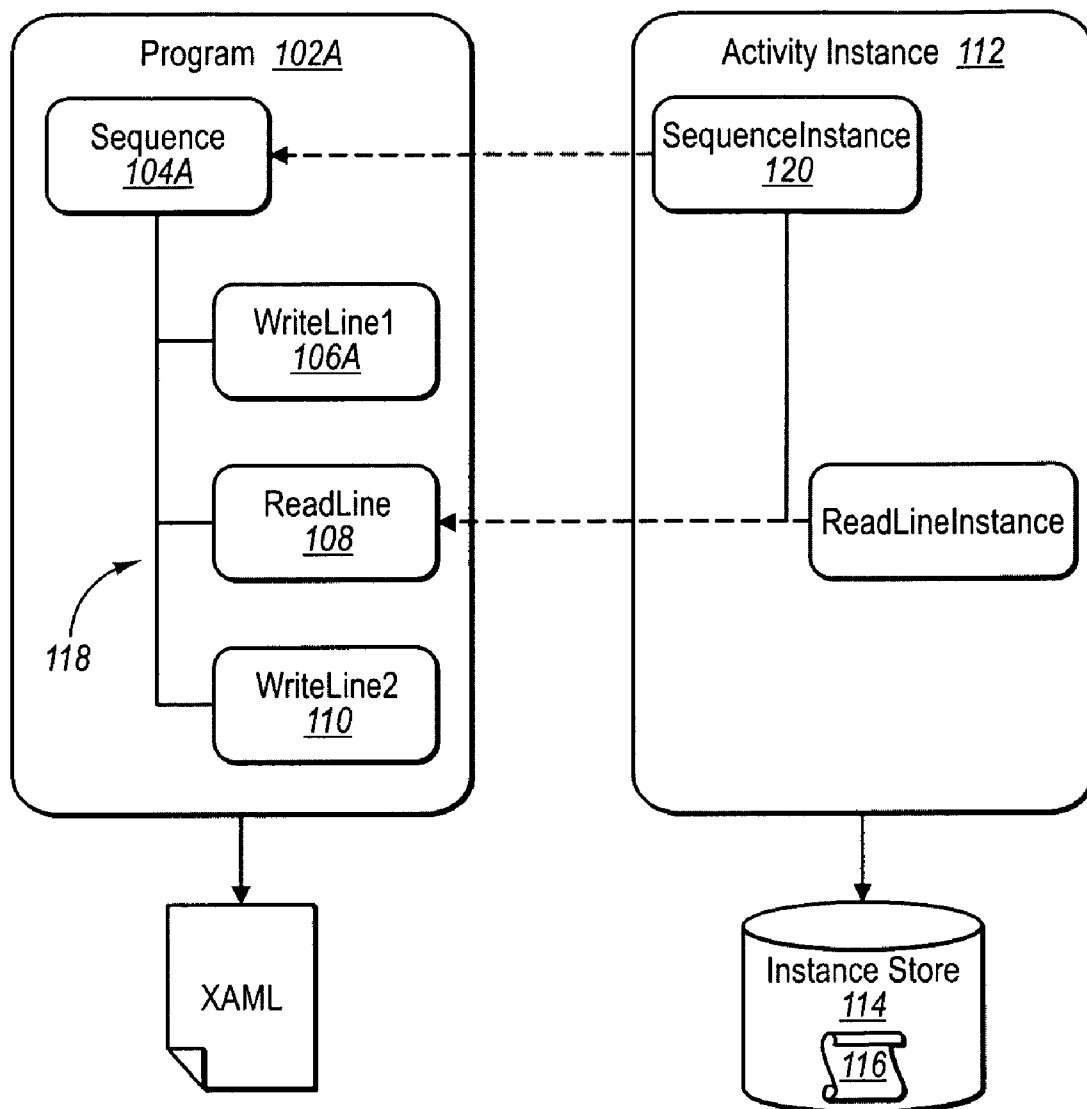 Program 102A
Sequence
104A
WriteLine1
106A
ReadLine
108
WriteLine2
110
118
XAML
Activity Instance 112
SequenceInstance
120
ReadLineInstance
Instance Store
114
116